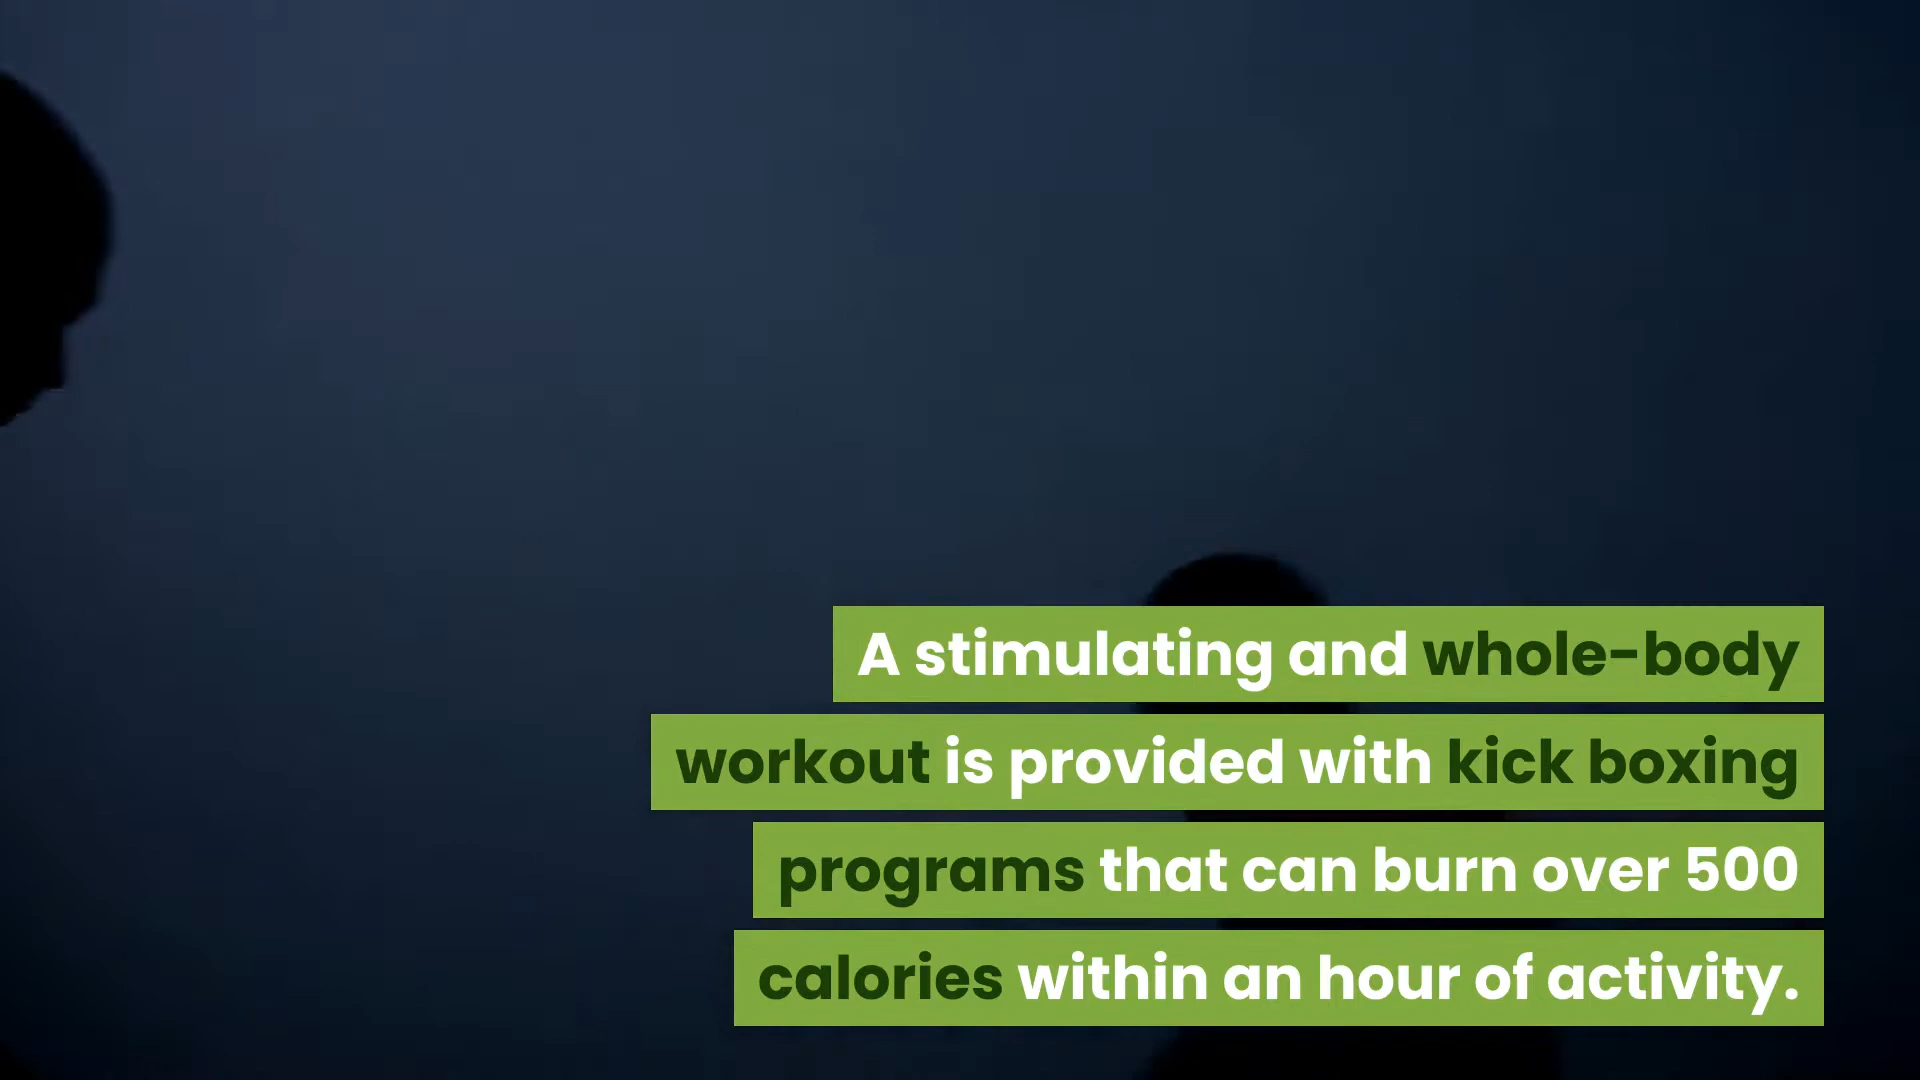 A stimulating and whole-body
workout is provided with kick boxing
programs that can burn over 500
calories within an hour of activity.